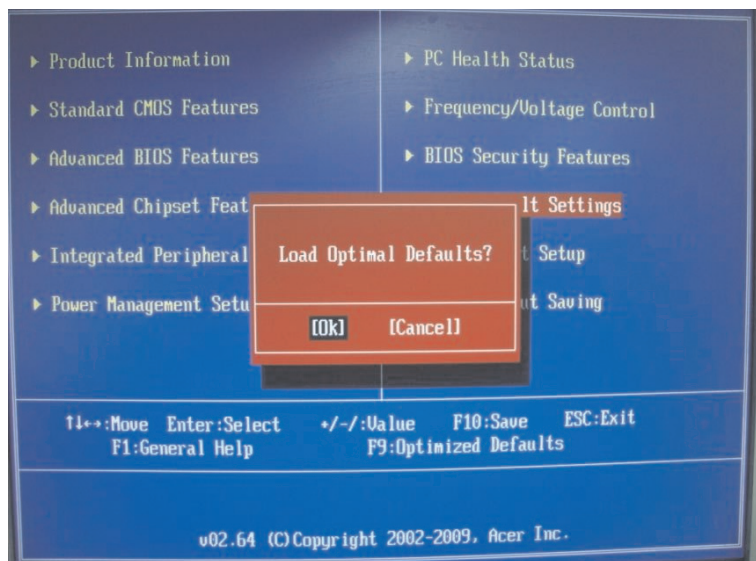 Product Information
Standard CMOS Features
Advanced BIOS Features
Advanced Chipset Feat
Integrated Peripheral
Power Management Setu
PC Health Status
Frequency/Voltage Control
BIOS Security Features
lt Settings
t Setup
ut Saving
Load Optimal Defaults?
[Ok] [Cancel]
↑↓↔:Move Enter:Select +/-/:Value F10:Save ESC:Exit
F1:General Help F9:Optimized Defaults
v02.64 (C)Copyright 2002-2009, Acer Inc.